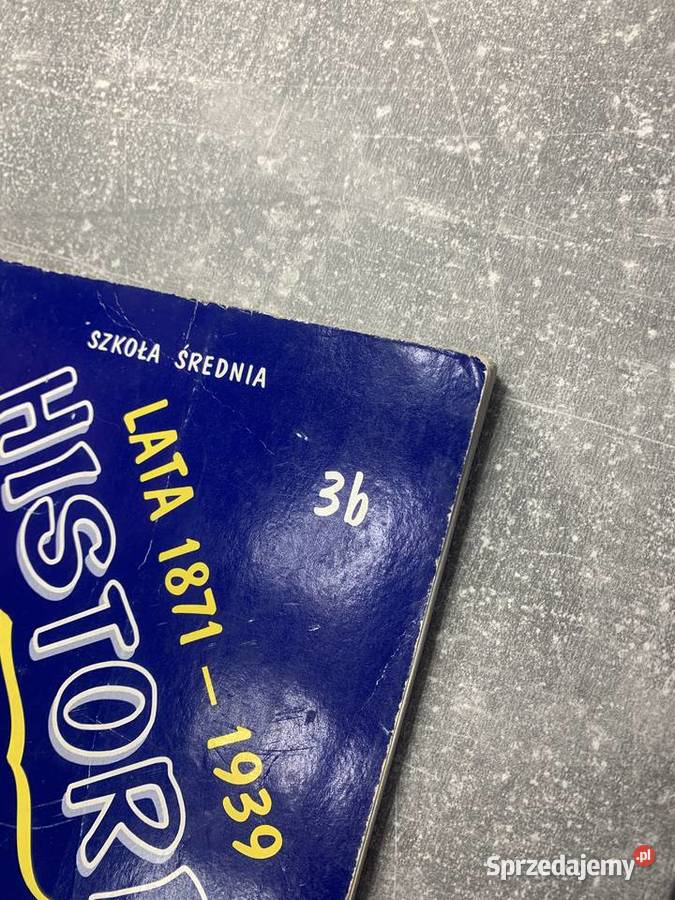 SZKOŁA ŚREDNIA
LATA 1871 – 1939
3b
Sprzedajemy.pl